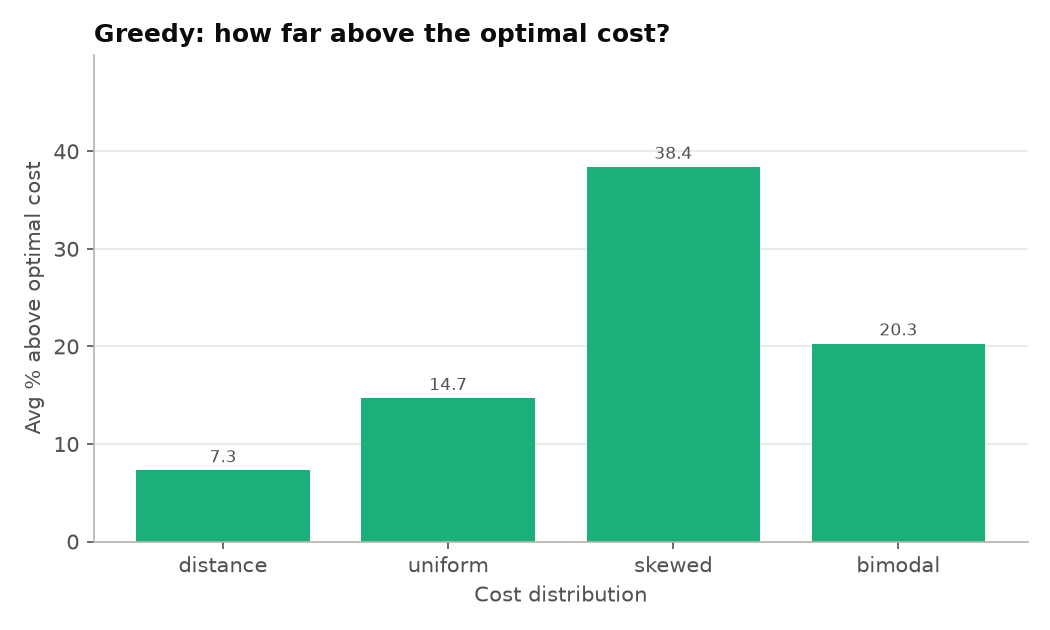 Greedy: how far above the optimal cost?
Avg % above optimal cost
40
30
20
10
0
7.3
14.7
38.4
20.3
distance
uniform
skewed
bimodal
Cost distribution